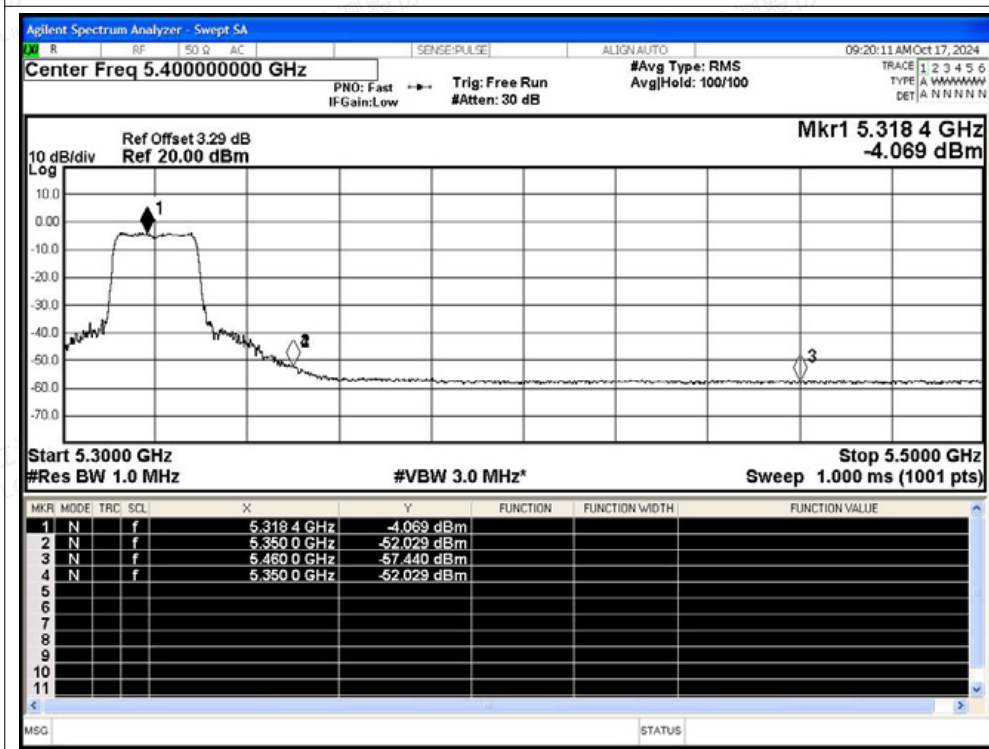 Agilent Spectrum Analyzer - Swept SA
R RF 50 Ω AC SENSE:PULSE ALIGN AUTO 09:20:11 AM Oct 17, 2024
Center Freq 5.400000000 GHz
PNO: Fast
IFGain:Low
Trig: Free Run
#Atten: 30 dB
#Avg Type: RMS
Avg|Hold: 100/100
TRACE 1 2 3 4 5 6
TYPE A WWWWW
DET A N N N N N
Mkr1 5.318 4 GHz
-4.069 dBm
Ref Offset 3.29 dB
10 dB/div Ref 20.00 dBm
Log
10.0
0.00
-10.0
-20.0
-30.0
-40.0
-50.0
-60.0
-70.0
1
3
Start 5.3000 GHz Stop 5.5000 GHz
#Res BW 1.0 MHz #VBW 3.0 MHz* Sweep 1.000 ms (1001 pts)
MKR MODE TRC SCL X Y FUNCTION FUNCTION WIDTH FUNCTION VALUE
1 N f 5.318 4 GHz -4.069 dBm
2 N f 5.350 0 GHz -52.029 dBm
3 N f 5.460 0 GHz -57.440 dBm
4 N f 5.350 0 GHz -52.029 dBm
5
6
7
8
9
10
11
MSG STATUS